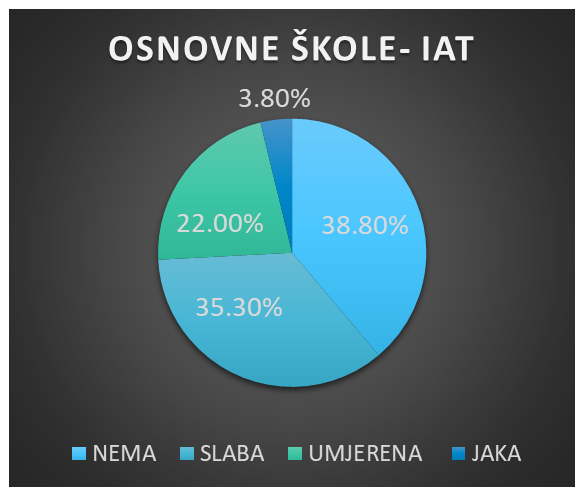 OSNOVNE ŠKOLE- IAT
3.80%
38.80%
22.00%
35.30%
NEMA SLABA UMJERENA JAKA